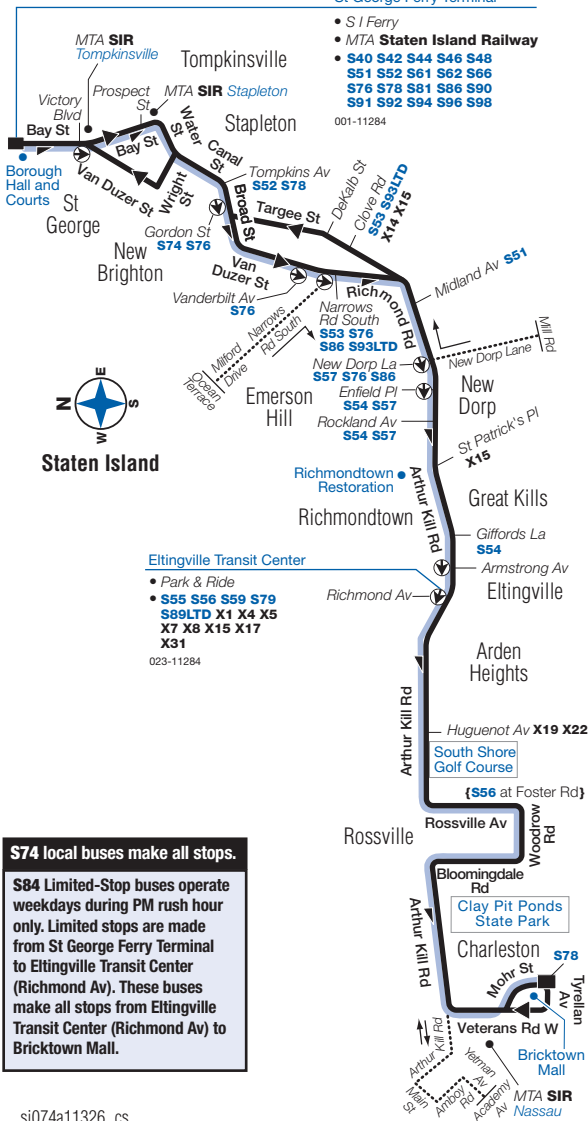 St George Ferry Terminal
• S I Ferry
• MTA Staten Island Railway
• S40 S42 S44 S46 S48
S51 S52 S61 S62 S66
S76 S78 S81 S86 S90
S91 S92 S94 S96 S98
001-11284
MTA SIR
Tompkinsville
Tompkinsville
Prospect
St
MTA SIR Stapleton
Victory
Blvd
Stapleton
Bay St
Bay St
Water
St
Canal
St
Borough
Hall and
Courts
Van Duzer St
Wright
St
St
George
Tompkins Av
S52 S78
Broad St
Targee St
DeKalb St
Clove Rd
S53 S93LTD
X14 X15
Gordon St
S74 S76
New
Brighton
Van
Duzer St
Midland Av S51
Vanderbilt Av
S76
Richmond Rd
Narrows
Rd South
S53 S76
S86 S93LTD
Milford
Drive
Narrows
Rd South
Ocean
Terrace
Mill Rd
New Dorp Lane
New Dorp La
S57 S76 S86
Enfield Pl
S54 S57
New
Dorp
Emerson
Hill
Rockland Av
S54 S57
N
E
S
W
Staten Island
St Patrick's Pl
X15
Richmondtown
Restoration
Arthur Kill Rd
Great Kills
Richmondtown
Giffords La
S54
Armstrong Av
Eltingville
Eltingville Transit Center
• Park & Ride
• S55 S56 S59 S79
S89LTD X1 X4 X5
X7 X8 X15 X17
X31
023-11284
Richmond Av
Arden
Heights
Arthur Kill Rd
Huguenot Av X19 X22
South Shore
Golf Course
{S56 at Foster Rd}
Rossville Av
Woodrow
Rd
Rossville
Bloomingdale
Rd
Clay Pit Ponds
State Park
Arthur Kill Rd
Charleston
S78
Mohr St
Tyrellan
Av
Veterans Rd W
Bricktown
Mall
Arthur
Kill Rd
Main
St
Amboy
Rd
Yetman
Av
Academy
Av
MTA SIR
Nassau
S74 local buses make all stops.
S84 Limited-Stop buses operate
weekdays during PM rush hour
only. Limited stops are made
from St George Ferry Terminal
to Eltingville Transit Center
(Richmond Av). These buses
make all stops from Eltingville
Transit Center (Richmond Av) to
Bricktown Mall.
si074a11326_cs